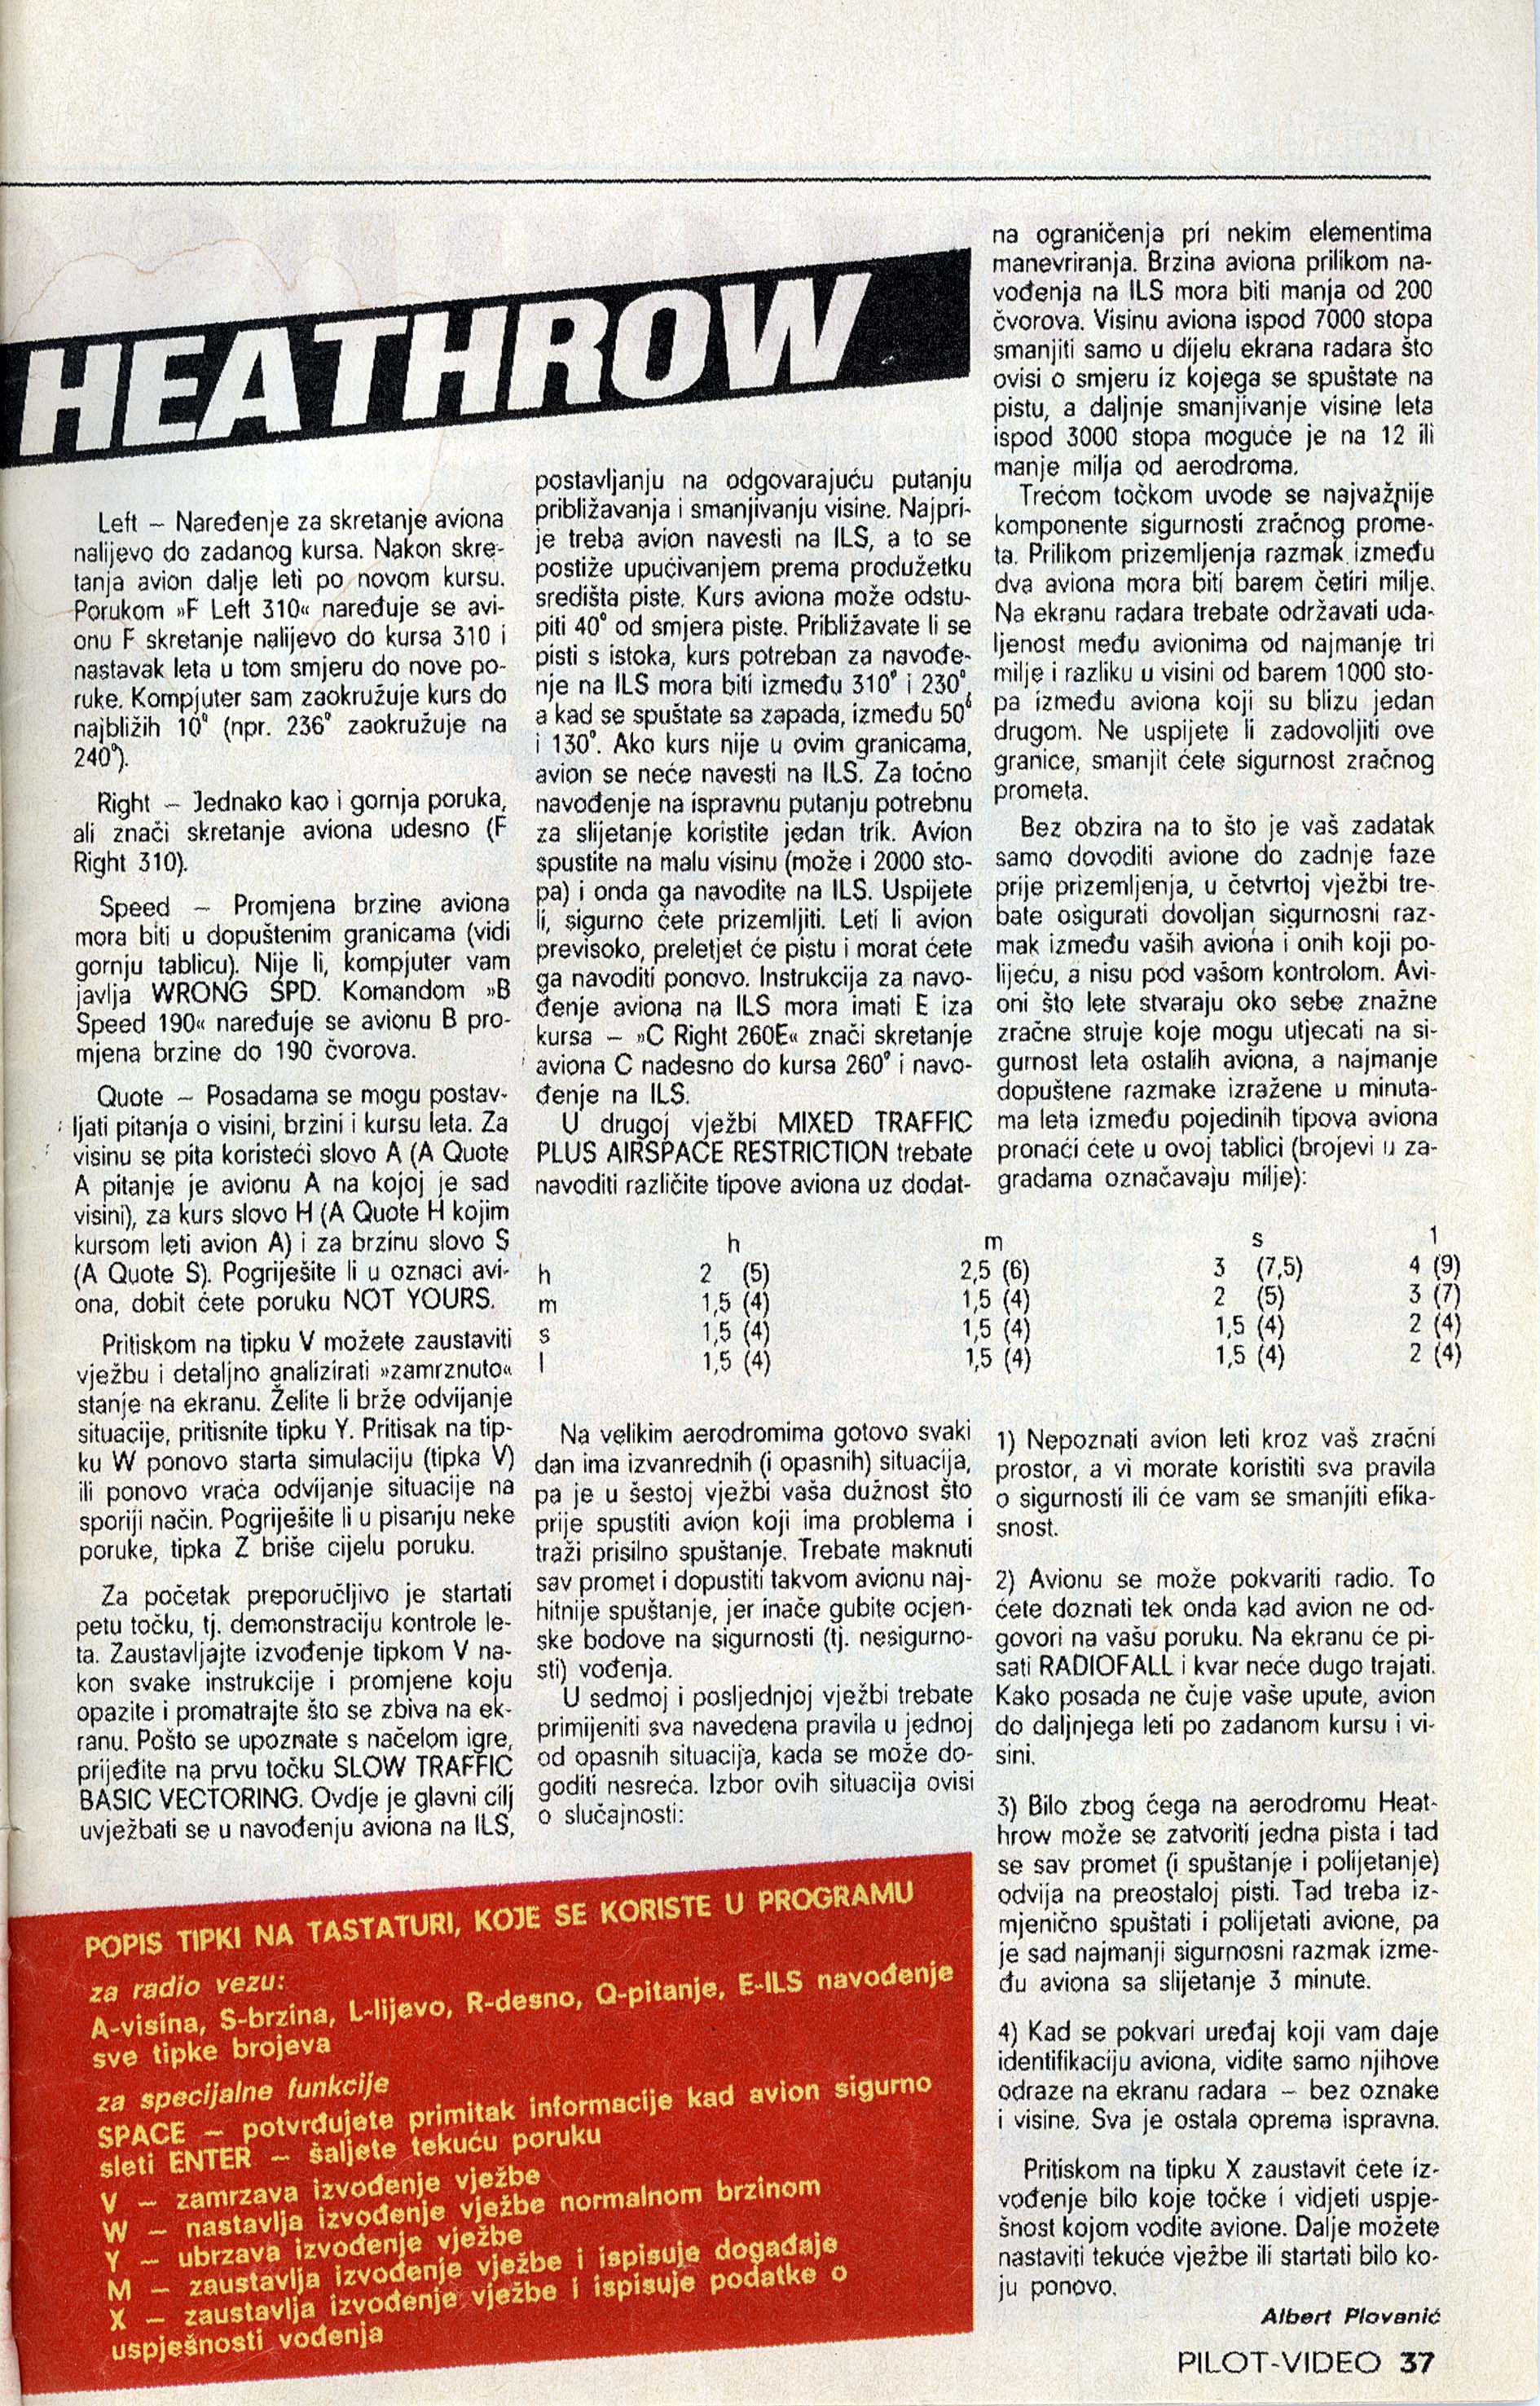 HEATHROW
Left – Naređenje za skretanje aviona
nalijevo do zadanog kursa. Nakon skre-
tanja avion dalje leti po novom kursu.
Porukom »F Left 310« naređuje se avi-
onu F skretanje nalijevo do kursa 310 i
nastavak leta u tom smjeru do nove po-
ruke. Kompjuter sam zaokružuje kurs do
najbližih 10° (npr. 236° zaokružuje na
240°).
Right – Jednako kao i gornja poruka,
ali znači skretanje aviona udesno (F
Right 310).
Speed – Promjena brzine aviona
mora biti u dopuštenim granicama (vidi
gornju tablicu). Nije li, kompjuter vam
javlja WRONG SPD. Komandom »B
Speed 190« naređuje se avionu B pro-
mjena brzine do 190 čvorova.
Quote – Posadama se mogu postav-
ljati pitanja o visini, brzini i kursu leta. Za
visinu se pita koristeći slovo A (A Quote
A pitanje je avionu A na kojoj je sad
visini), za kurs slovo H (A Quote H kojim
kursom leti avion A) i za brzinu slovo S
(A Quote S). Pogriješite li u oznaci avi-
ona, dobit ćete poruku NOT YOURS.
Pritiskom na tipku V možete zaustaviti
vježbu i detaljno analizirati »zamrznuto«
stanje na ekranu. Želite li brže odvijanje
situacije, pritisnite tipku Y. Pritisak na tip-
ku W ponovo starta simulaciju (tipka V)
ili ponovo vraća odvijanje situacije na
sporiji način. Pogriješite li u pisanju neke
poruke, tipka Z briše cijelu poruku.
Za početak preporučljivo je startati
petu točku, tj. demonstraciju kontrole le-
ta. Zaustavljajte izvođenje tipkom V na-
kon svake instrukcije i promjene koju
opazite i promatrajte što se zbiva na ek-
ranu. Pošto se upoznate s načelom igre,
prijeđite na prvu točku SLOW TRAFFIC
BASIC VECTORING. Ovdje je glavni cilj
uvježbati se u navođenju aviona na ILS,
postavljanju na odgovarajuću putanju
približavanja i smanjivanju visine. Najpri-
je treba avion navesti na ILS, a to se
postiže upućivanjem prema produžetku
središta piste. Kurs aviona može odstu-
piti 40° od smjera piste. Približavate li se
pisti s istoka, kurs potreban za navođe-
nje na ILS mora biti između 310° i 230°,
a kad se spuštate sa zapada, između 50°
i 130°. Ako kurs nije u ovim granicama,
avion se neće navesti na ILS. Za točno
navođenje na ispravnu putanju potrebnu
za slijetanje koristite jedan trik. Avion
spustite na malu visinu (može i 2000 sto-
pa) i onda ga navodite na ILS. Uspijete
li, sigurno ćete prizemljiti. Leti li avion
previsoko, preletjet će pistu i morat ćete
ga navoditi ponovo. Instrukcija za navo-
đenje aviona na ILS mora imati E iza
kursa – »C Right 260E« znači skretanje
aviona C nadesno do kursa 260° i navo-
đenje na ILS.
U drugoj vježbi MIXED TRAFFIC
PLUS AIRSPACE RESTRICTION trebate
navoditi različite tipove aviona uz dodat-
na ograničenja pri nekim elementima
manevriranja. Brzina aviona prilikom na-
vođenja na ILS mora biti manja od 200
čvorova. Visinu aviona ispod 7000 stopa
smanjiti samo u dijelu ekrana radara što
ovisi o smjeru iz kojega se spuštate na
pistu, a daljnje smanjivanje visine leta
ispod 3000 stopa moguće je na 12 ili
manje milja od aerodroma.
Trećom točkom uvode se najvažnije
komponente sigurnosti zračnog prome-
ta. Prilikom prizemljenja razmak između
dva aviona mora biti barem četiri milje.
Na ekranu radara trebate održavati uda-
ljenost među avionima od najmanje tri
milje i razliku u visini od barem 1000 sto-
pa između aviona koji su blizu jedan
drugom. Ne uspijete li zadovoljiti ove
granice, smanjit ćete sigurnost zračnog
prometa.
Bez obzira na to što je vaš zadatak
samo dovoditi avione do zadnje faze
prije prizemljenja, u četvrtoj vježbi tre-
bate osigurati dovoljan sigurnosni raz-
mak između vaših aviona i onih koji po-
lijeću, a nisu pod vašom kontrolom. Avi-
oni što lete stvaraju oko sebe znažne
zračne struje koje mogu utjecati na si-
gurnost leta ostalih aviona, a najmanje
dopuštene razmake izražene u minuta-
ma leta između pojedinih tipova aviona
pronaći ćete u ovoj tablici (brojevi u za-
gradama označavaju milje):
h m s l
h 2 (5) 2,5 (6) 3 (7,5) 4 (9)
m 1,5 (4) 1,5 (4) 2 (5) 3 (7)
s 1,5 (4) 1,5 (4) 1,5 (4) 2 (4)
l 1,5 (4) 1,5 (4) 1,5 (4) 2 (4)
Na velikim aerodromima gotovo svaki
dan ima izvanrednih (i opasnih) situacija,
pa je u šestoj vježbi vaša dužnost što
prije spustiti avion koji ima problema i
traži prisilno spuštanje. Trebate maknuti
sav promet i dopustiti takvom avionu naj-
hitnije spuštanje, jer inače gubite ocjen-
ske bodove na sigurnosti (tj. nesigurno-
sti) vođenja.
U sedmoj i posljednjoj vježbi trebate
primijeniti sva navedena pravila u jednoj
od opasnih situacija, kada se može do-
goditi nesreća. Izbor ovih situacija ovisi
o slučajnosti:
1) Nepoznati avion leti kroz vaš zračni
prostor, a vi morate koristiti sva pravila
o sigurnosti ili će vam se smanjiti efika-
snost.
2) Avionu se može pokvariti radio. To
ćete doznati tek onda kad avion ne od-
govori na vašu poruku. Na ekranu će pi-
sati RADIOFALL i kvar neće dugo trajati.
Kako posada ne čuje vaše upute, avion
do daljnjega leti po zadanom kursu i vi-
sini.
3) Bilo zbog čega na aerodromu Heat-
hrow može se zatvoriti jedna pista i tad
se sav promet (i spuštanje i polijetanje)
odvija na preostaloj pisti. Tad treba iz-
mjenično spuštati i polijetati avione, pa
je sad najmanji sigurnosni razmak izme-
đu aviona sa slijetanje 3 minute.
4) Kad se pokvari uređaj koji vam daje
identifikaciju aviona, vidite samo njihove
odraze na ekranu radara – bez oznake
i visine. Sva je ostala oprema ispravna.
Pritiskom na tipku X zaustavit ćete iz-
vođenje bilo koje točke i vidjeti uspje-
šnost kojom vodite avione. Dalje možete
nastaviti tekuće vježbe ili startati bilo ko-
ju ponovo.
Albert Plovanić
POPIS TIPKI NA TASTATURI, KOJE SE KORISTE U PROGRAMU
za radio vezu:
A-visina, S-brzina, L-lijevo, R-desno, Q-pitanje, E-ILS navođenje
sve tipke brojeva
za specijalne funkcije
SPACE – potvrđujete primitak informacije kad avion sigurno
sleti ENTER – šaljete tekuću poruku
V – zamrzava izvođenje vježbe
W – nastavlja izvođenje vježbe normalnom brzinom
Y – ubrzava izvođenje vježbe
M – zaustavlja izvođenje vježbe i ispisuje događaje
X – zaustavlja izvođenje vježbe i ispisuje podatke o
uspješnosti vođenja
PILOT-VIDEO 37